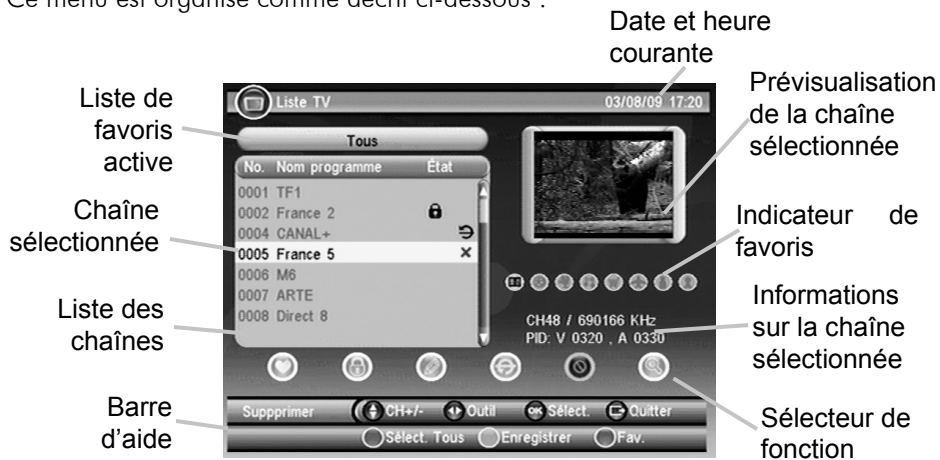 Ce menu est organisé comme décrit ci-dessous :
Date et heure
courante
Liste de
favoris
active
Prévisualisation
de la chaîne
sélectionnée
Liste TV
03/08/09 17:20
Tous
No. Nom programme État
0001 TF1
0002 France 2
0004 CANAL+
0005 France 5
0006 M6
0007 ARTE
0008 Direct 8
Chaîne
sélectionnée
Indicateur de
favoris
Liste des
chaînes
CH48 / 690166 KHz
PID: V 0320 , A 0330
Informations
sur la chaîne
sélectionnée
Barre
d'aide
Suppprimer CH+/- Outil OK Sélect. Quitter
Sélect. Tous Enregistrer Fav.
Sélecteur de
fonction